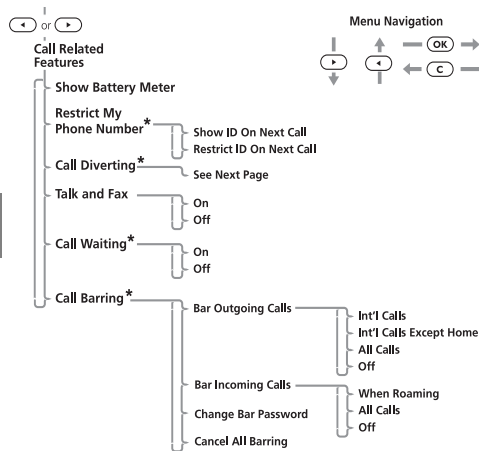 or
Menu Navigation
OK
C
Call Related
Features
Show Battery Meter
Restrict My
Phone Number*
Show ID On Next Call
Restrict ID On Next Call
Call Diverting*
See Next Page
Talk and Fax
On
Off
Call Waiting*
On
Off
Call Barring*
Bar Outgoing Calls
Int'l Calls
Int'l Calls Except Home
All Calls
Off
Bar Incoming Calls
When Roaming
All Calls
Off
Change Bar Password
Cancel All Barring